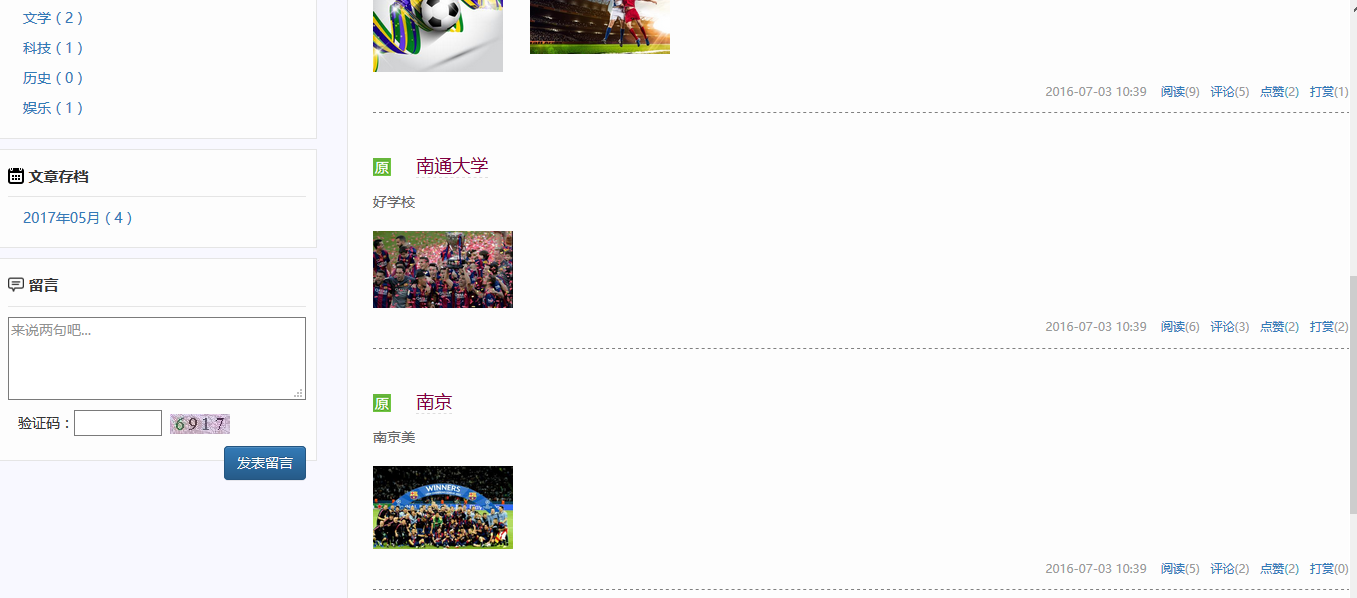 文学 ( 2 )
科技 ( 1 )
历史 ( 0 )
娱乐 ( 1 )
文章存档
2017年05月 ( 4 )
留言
来说两句吧...
验证码：
6917
发表留言
2016-07-03 10:39 阅读(9) 评论(5) 点赞(2) 打赏(1)
原 南通大学
好学校
2016-07-03 10:39 阅读(6) 评论(3) 点赞(2) 打赏(2)
原 南京
南京美
WINNERS
2016-07-03 10:39 阅读(5) 评论(2) 点赞(2) 打赏(0)